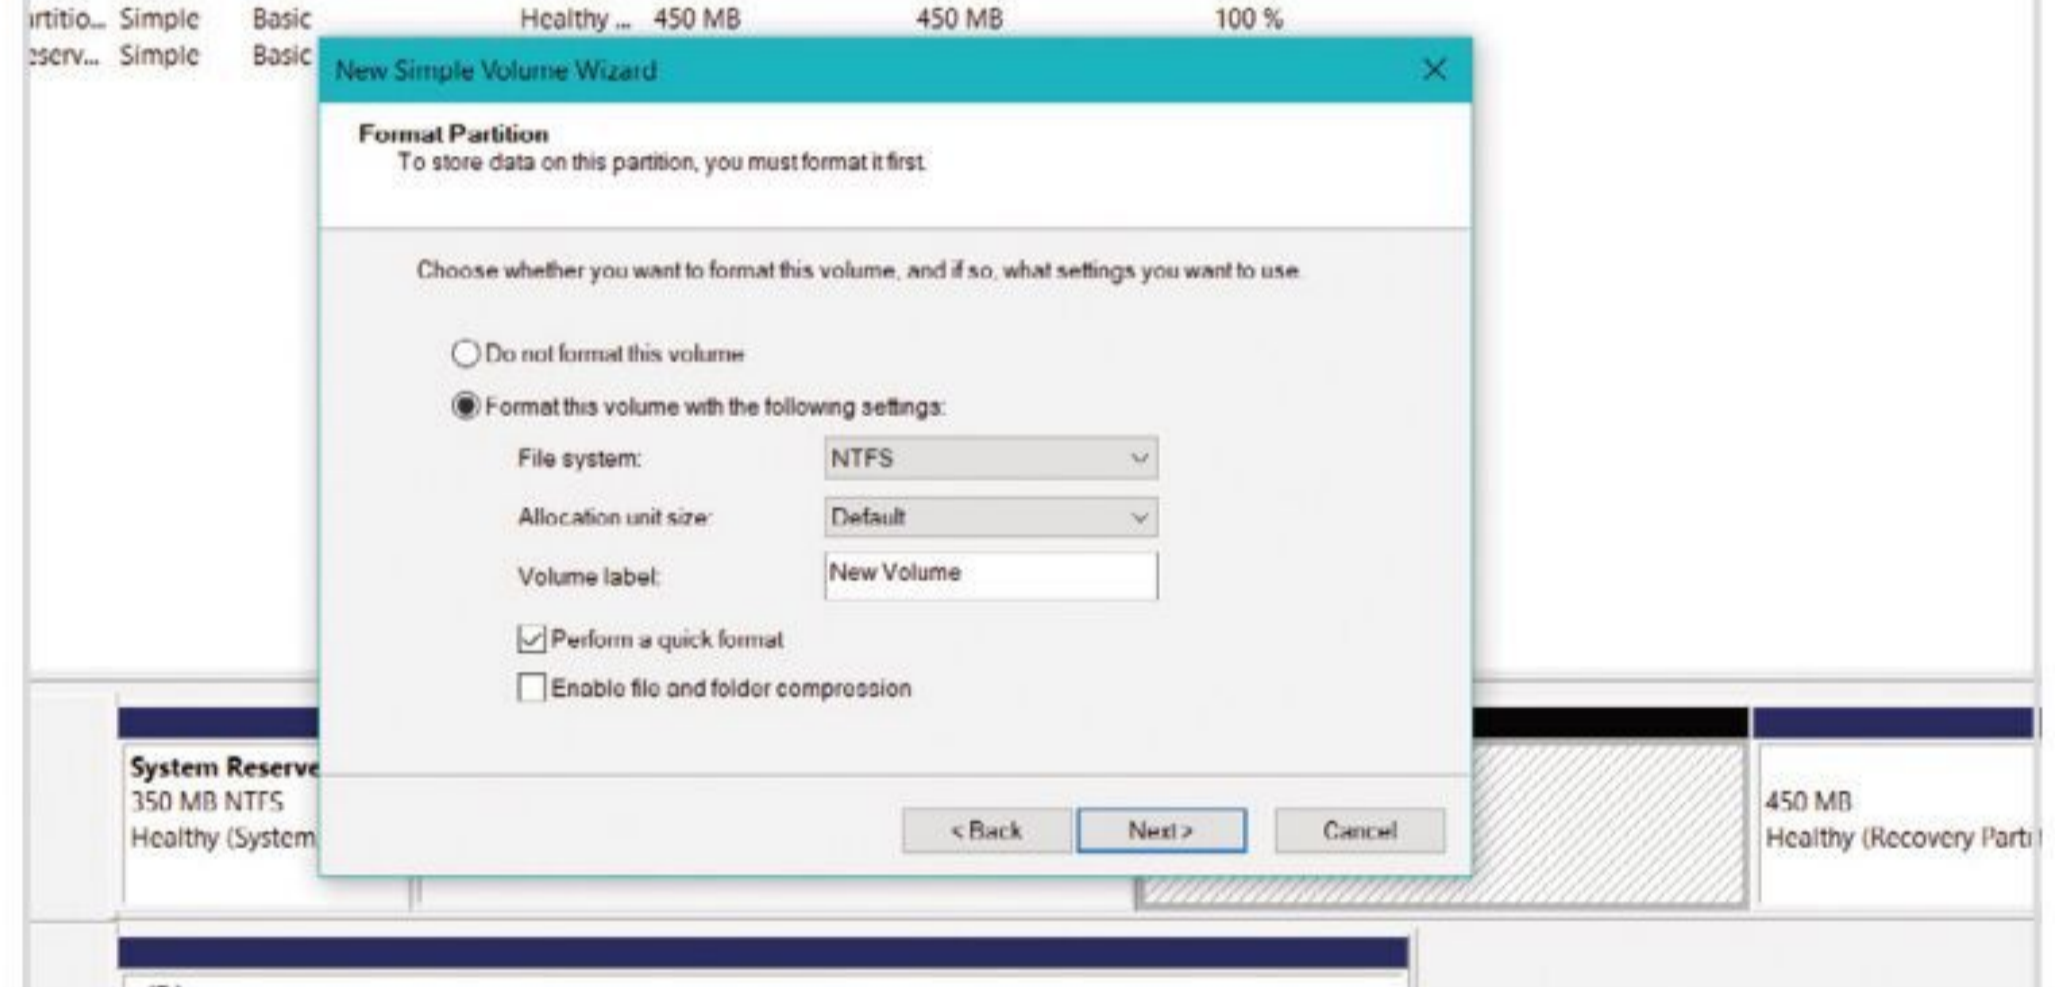 artitio... Simple Basic Healthy ... 450 MB 450 MB 100 %
eserv... Simple Basic
New Simple Volume Wizard
Format Partition
To store data on this partition, you must format it first.
Choose whether you want to format this volume, and if so, what settings you want to use.
Do not format this volume
Format this volume with the following settings:
File system: NTFS
Allocation unit size: Default
Volume label: New Volume
Perform a quick format
Enable file and folder compression
< Back Next > Cancel
System Reserve
350 MB NTFS
Healthy (System
450 MB
Healthy (Recovery Parti